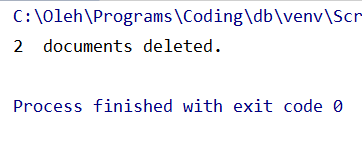 C:\Oleh\Programs\Coding\db\venv\Scr
2  documents deleted.
Process finished with exit code 0